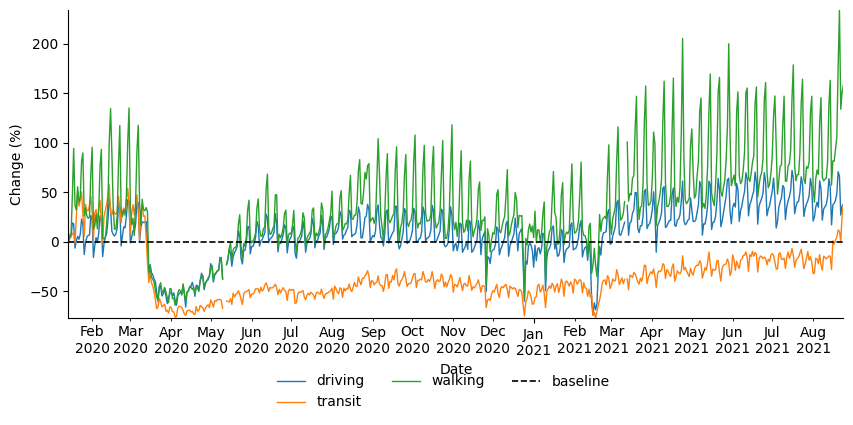 Change (%)
200
150
100
50
0
−50
Feb 2020
Mar 2020
Apr 2020
May 2020
Jun 2020
Jul 2020
Aug 2020
Sep 2020
Oct 2020
Nov 2020
Dec 2020
Jan 2021
Feb 2021
Mar 2021
Apr 2021
May 2021
Jun 2021
Jul 2021
Aug 2021
Date
driving
transit
walking
baseline